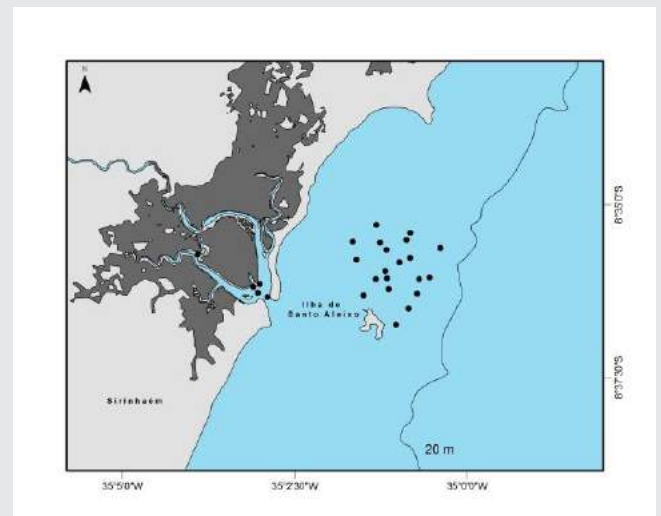 N
8°35'0"S
Ilha de
Santo Aleixo
8°37'30"S
Sirinhaém
20 m
35°5'0"W
35°2'30"W
35°0'0"W